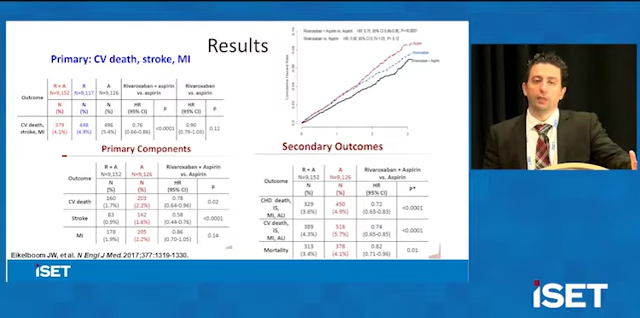 Results
Primary: CV death, stroke, MI
R + A
N=9,152
R
N=9,117
A
N=9,126
Rivaroxaban + aspirin
vs. aspirin
Rivaroxaban
vs. aspirin
Outcome
N
(%)
N
(%)
N
(%)
HR
(95% CI)
p
HR
(95% CI)
p
CV death,
stroke, MI
379
(4.1%)
448
(4.9%)
496
(5.4%)
0.76
(0.66-0.86)
<0.0001
0.90
(0.79-1.03)
0.12
Primary Components
Outcome
R + A
N=9,152
A
N=9,126
Rivaroxaban + Aspirin
vs. Aspirin
N
(%)
N
(%)
HR
(95% CI)
p
CV death
160
(1.7%)
203
(2.2%)
0.78
(0.64-0.96)
0.02
Stroke
83
(0.9%)
142
(1.6%)
0.58
(0.44-0.76)
<0.0001
MI
178
(1.9%)
205
(2.2%)
0.86
(0.70-1.05)
0.14
Secondary Outcomes
Outcome
R + A
N=9,152
A
N=9,126
Rivaroxaban + Aspirin
vs. Aspirin
N
(%)
N
(%)
HR
(95% CI)
p*
CHD death,
IS,
MI, ALI
329
(3.6%)
450
(4.9%)
0.72
(0.63-0.83)
<0.0001
CV death,
IS,
MI, ALI
389
(4.3%)
516
(5.7%)
0.74
(0.65-0.85)
<0.0001
Mortality
313
(3.4%)
378
(4.1%)
0.82
(0.71-0.96)
0.01
Eikelboom JW, et al. N Engl J Med. 2017;377:1319-1330.
iSET
iSET